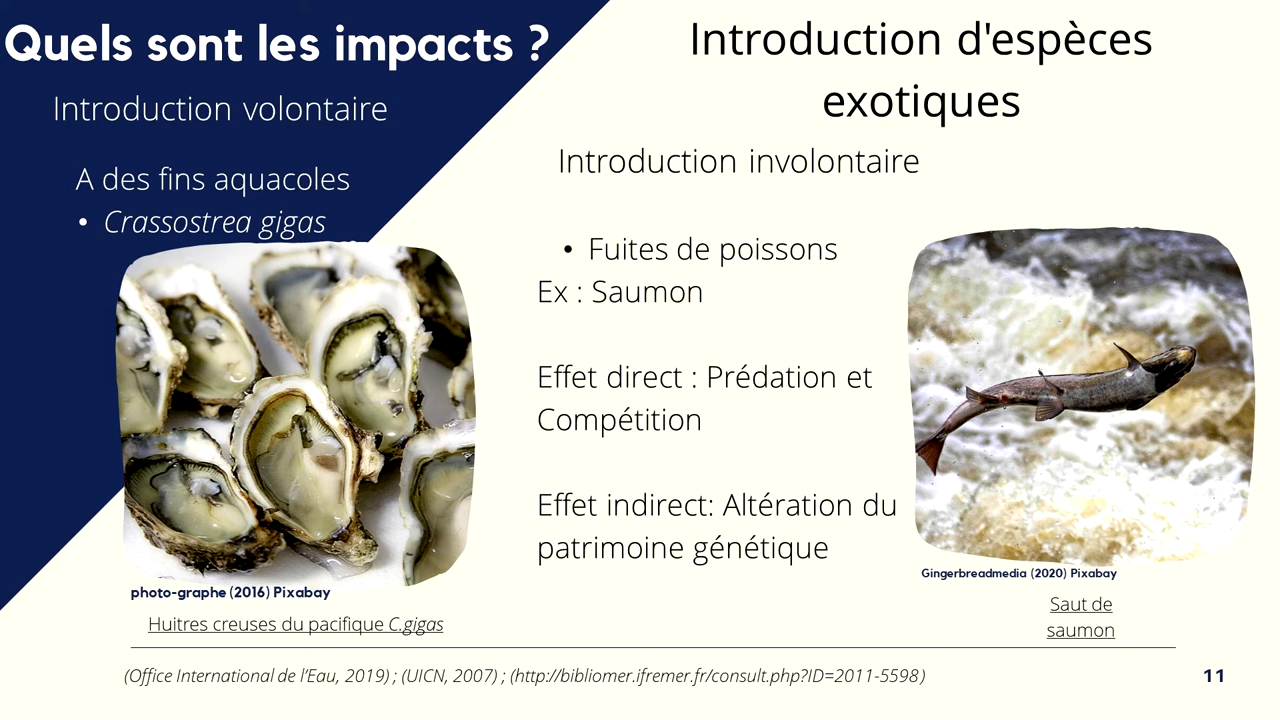 Quels sont les impacts ?
Introduction volontaire
A des fins aquacoles
• Crassostrea gigas
photo-graphe (2016) Pixabay
Huitres creuses du pacifique C.gigas
Introduction d'espèces
exotiques
Introduction involontaire
• Fuites de poissons
Ex : Saumon
Effet direct : Prédation et
Compétition
Effet indirect: Altération du
patrimoine génétique
Gingerbreadmedia (2020) Pixabay
Saut de
saumon
(Office International de l'Eau, 2019) ; (UICN, 2007) ; (http://bibliomer.ifremer.fr/consult.php?ID=2011-5598)
11